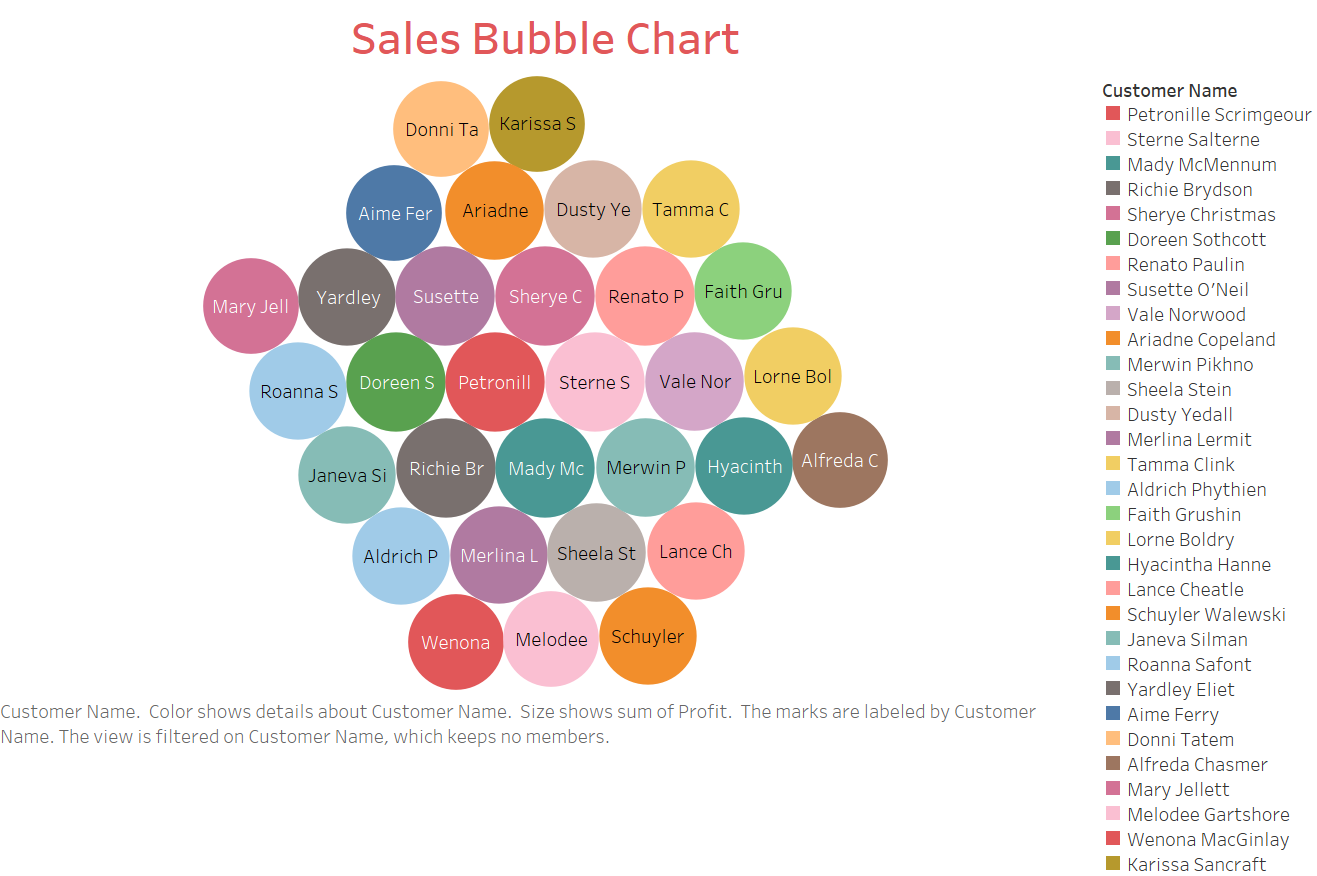 Sales Bubble Chart
Donni Ta
Karissa S
Aime Fer
Ariadne
Dusty Ye
Tamma C
Mary Jell
Yardley
Susette
Sherye C
Renato P
Faith Gru
Roanna S
Doreen S
Petronill
Sterne S
Vale Nor
Lorne Bol
Janeva Si
Richie Br
Mady Mc
Merwin P
Hyacinth
Alfreda C
Aldrich P
Merlina L
Sheela St
Lance Ch
Wenona
Melodee
Schuyler
Customer Name.  Color shows details about Customer Name.  Size shows sum of Profit.  The marks are labeled by Customer
Name. The view is filtered on Customer Name, which keeps no members.
Customer Name
Petronille Scrimgeour
Sterne Salterne
Mady McMennum
Richie Brydson
Sherye Christmas
Doreen Sothcott
Renato Paulin
Susette O’Neil
Vale Norwood
Ariadne Copeland
Merwin Pikhno
Sheela Stein
Dusty Yedall
Merlina Lermit
Tamma Clink
Aldrich Phythien
Faith Grushin
Lorne Boldry
Hyacintha Hanne
Lance Cheatle
Schuyler Walewski
Janeva Silman
Roanna Safont
Yardley Eliet
Aime Ferry
Donni Tatem
Alfreda Chasmer
Mary Jellett
Melodee Gartshore
Wenona MacGinlay
Karissa Sancraft